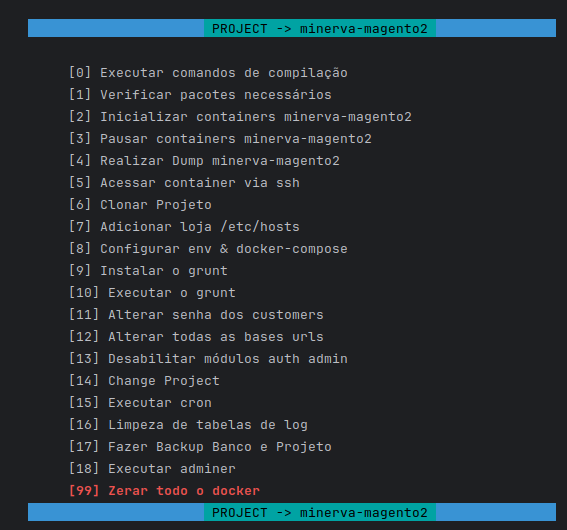 PROJECT -> minerva-magento2
[0] Executar comandos de compilação
[1] Verificar pacotes necessários
[2] Inicializar containers minerva-magento2
[3] Pausar containers minerva-magento2
[4] Realizar Dump minerva-magento2
[5] Acessar container via ssh
[6] Clonar Projeto
[7] Adicionar loja /etc/hosts
[8] Configurar env & docker-compose
[9] Instalar o grunt
[10] Executar o grunt
[11] Alterar senha dos customers
[12] Alterar todas as bases urls
[13] Desabilitar módulos auth admin
[14] Change Project
[15] Executar cron
[16] Limpeza de tabelas de log
[17] Fazer Backup Banco e Projeto
[18] Executar adminer
[99] Zerar todo o docker
PROJECT -> minerva-magento2